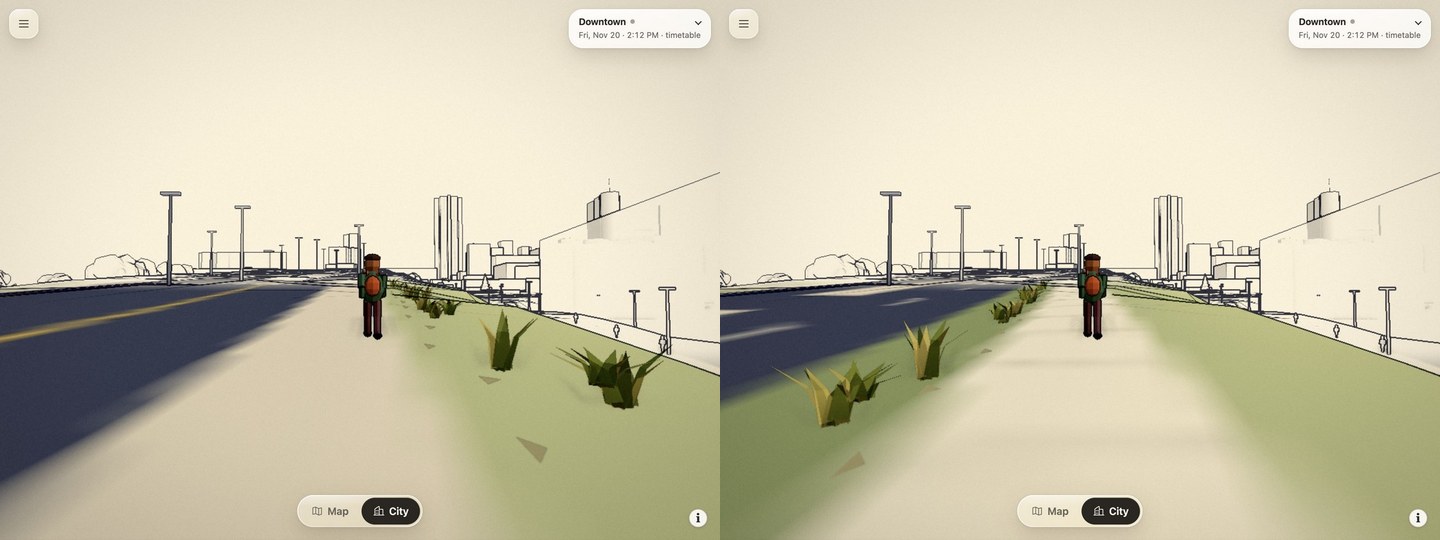 Downtown
Fri, Nov 20 · 2:12 PM · timetable
Map
City
Downtown
Fri, Nov 20 · 2:12 PM · timetable
Map
City